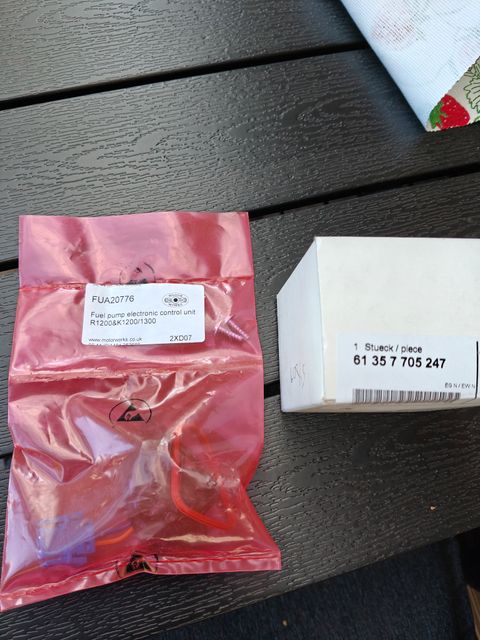 FUA20776
Fuel pump electronic control unit
R1200&K1200/1300
www.motorworks.co.uk
2XD07
1 Stueck / piece
61 35 7 705 247